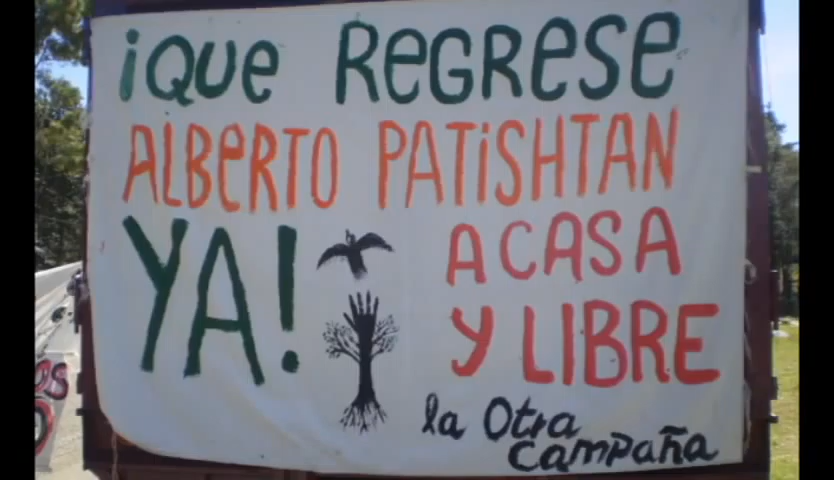 ¡QUE REGRESE
ALBERTO PATISHTAN
YA! A CASA
Y LIBRE
la Otra
Campaña